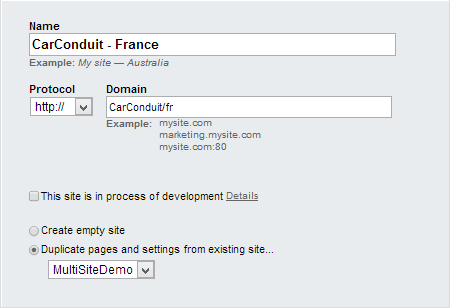 Name
CarConduit - France
Example: My site — Australia
Protocol Domain
http:// CarConduit/fr
Example: mysite.com
marketing.mysite.com
mysite.com:80
This site is in process of development Details
Create empty site
Duplicate pages and settings from existing site...
MultiSiteDemo